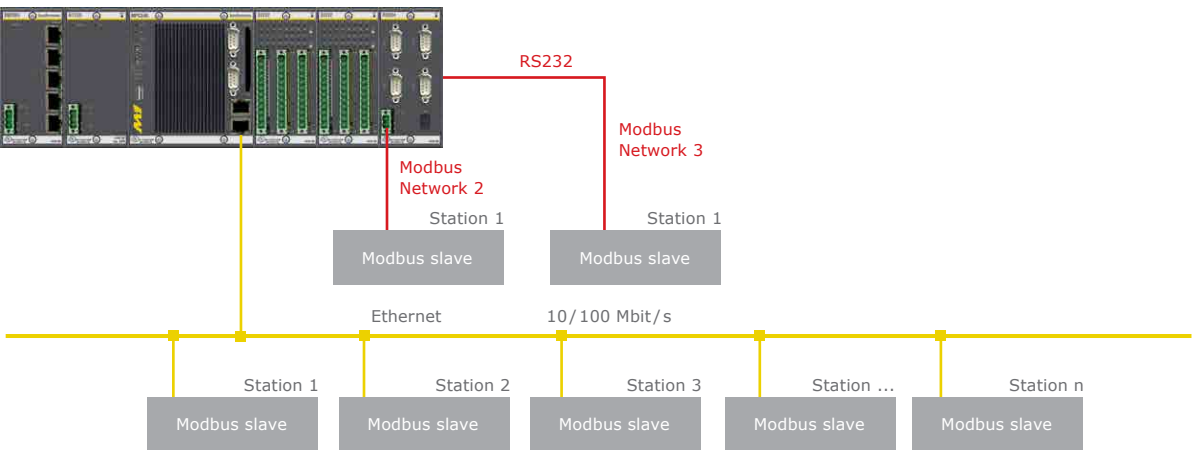 RS232
Modbus
Network 3
Modbus
Network 2
Station 1
Station 1
Modbus slave
Modbus slave
Ethernet
10/100 Mbit/s
Station 1
Station 2
Station 3
Station ...
Station n
Modbus slave
Modbus slave
Modbus slave
Modbus slave
Modbus slave